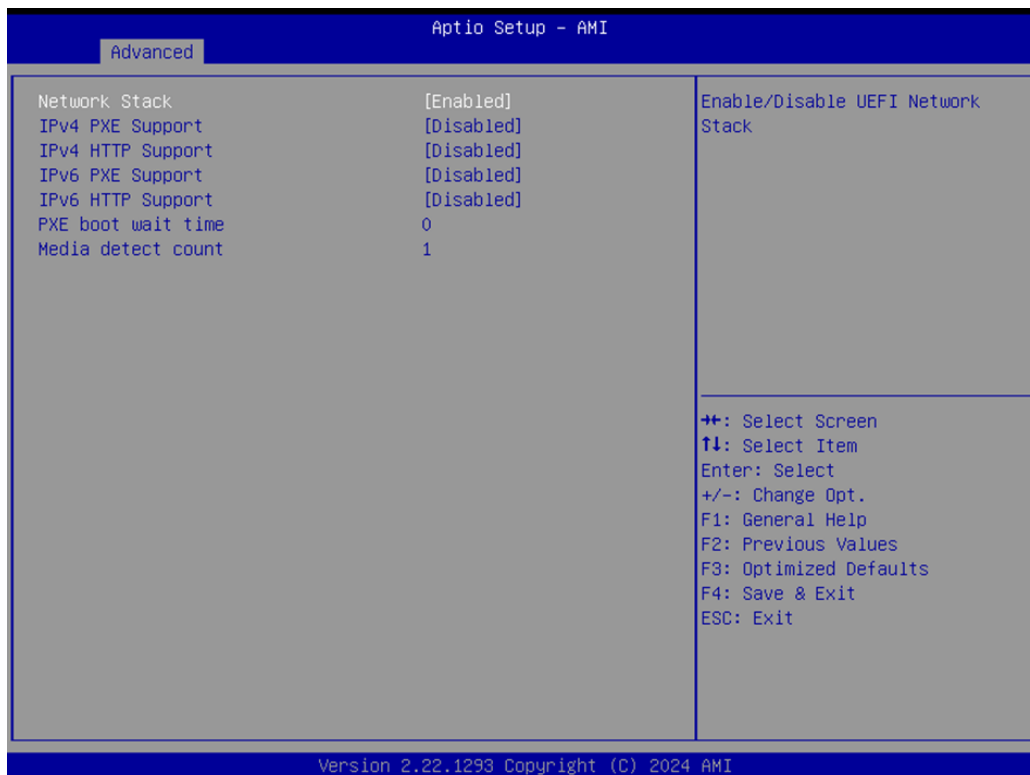 Aptio Setup – AMI
Advanced
Network Stack [Enabled]
IPv4 PXE Support [Disabled]
IPv4 HTTP Support [Disabled]
IPv6 PXE Support [Disabled]
IPv6 HTTP Support [Disabled]
PXE boot wait time 0
Media detect count 1
Enable/Disable UEFI Network
Stack
→←: Select Screen
↑↓: Select Item
Enter: Select
+/-: Change Opt.
F1: General Help
F2: Previous Values
F3: Optimized Defaults
F4: Save & Exit
ESC: Exit
Version 2.22.1293 Copyright (C) 2024 AMI